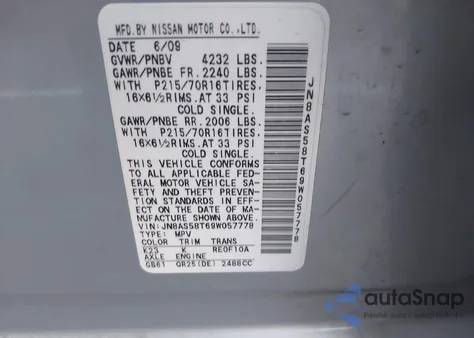 MFD.BY NISSAN MOTOR CO.,LTD.
DATE 6/09
GVWR/PNBV 4232 LBS.
GAWR/PNBE FR. 2240 LBS.
WITH P215/70R16TIRES.
16X6½RIMS.AT 33 PSI
COLD SINGLE.
GAWR/PNBE RR. 2006 LBS.
WITH P215/70R16TIRES.
16X6½RIMS.AT 33 PSI
COLD SINGLE.
THIS VEHICLE CONFORMS
TO ALL APPLICABLE FED-
ERAL MOTOR VEHICLE SA-
FETY AND THEFT PREVEN-
TION STANDARDS IN EFF-
ECT ON THE DATE OF MA-
NUFACTURE SHOWN ABOVE.
VIN:JN8AS58T69W057778
TYPE: MPV
COLOR TRIM TRANS
K23 K RE0F10A
AXLE ENGINE
GB61 QR25(DE) 2488CC
JN8AS58T69W057778
autoSnap